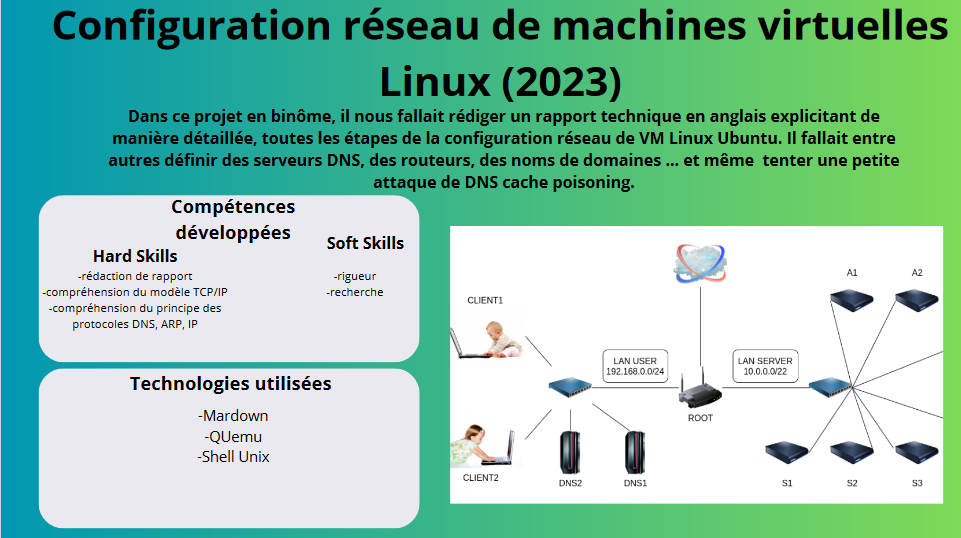 Configuration réseau de machines virtuelles
Linux (2023)
Dans ce projet en binôme, il nous fallait rédiger un rapport technique en anglais explicitant de
manière détaillée, toutes les étapes de la configuration réseau de VM Linux Ubuntu. Il fallait entre
autres définir des serveurs DNS, des routeurs, des noms de domaines ... et même tenter une petite
attaque de DNS cache poisoning.
Compétences
développées
Hard Skills
-rédaction de rapport
-compréhension du modèle TCP/IP
-compréhension du principe des
protocoles DNS, ARP, IP
Soft Skills
-rigueur
-recherche
Technologies utilisées
-Mardown
-QUemu
-Shell Unix
CLIENT1
CLIENT2
LAN USER
192.168.0.0/24
DNS2
DNS1
ROOT
LAN SERVER
10.0.0.0/22
A1
A2
S1
S2
S3